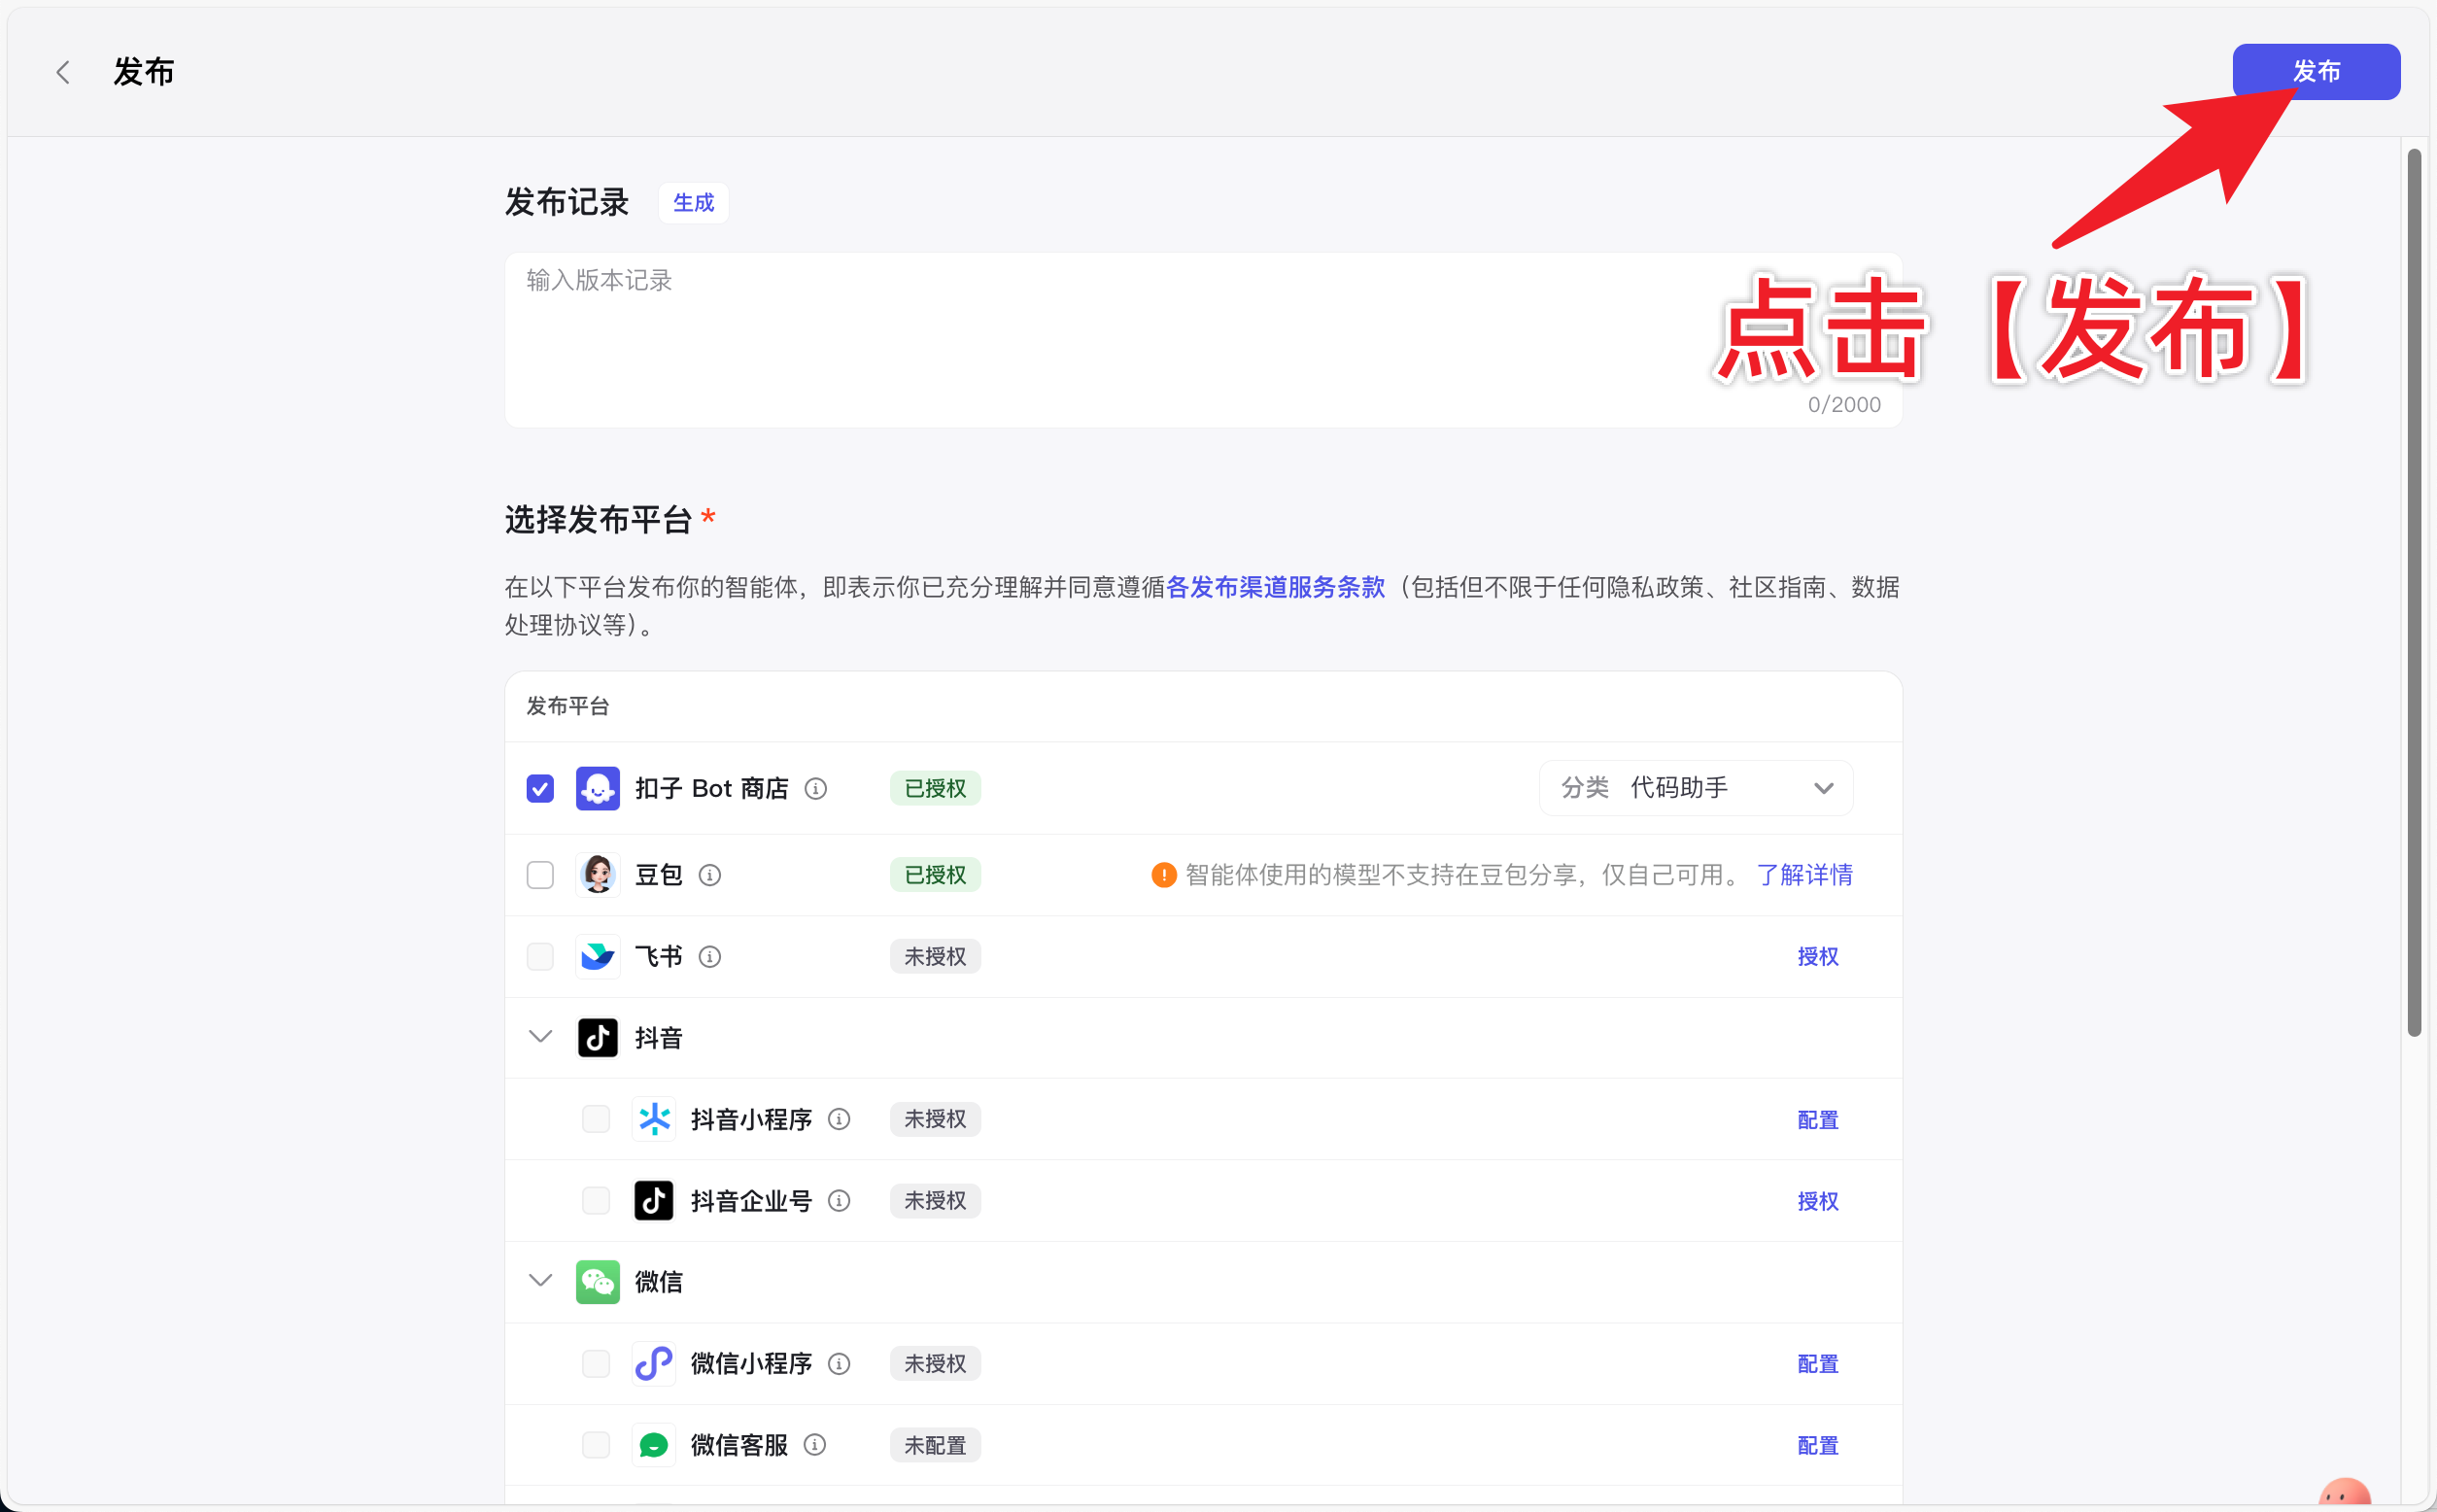 发布
发布
发布记录 生成
输入版本记录
点击【发布】
0/2000
选择发布平台 *
在以下平台发布你的智能体，即表示你已充分理解并同意遵循各发布渠道服务条款（包括但不限于任何隐私政策、社区指南、数据
处理协议等）。
发布平台
扣子 Bot 商店 已授权 分类 代码助手
豆包 已授权 智能体使用的模型不支持在豆包分享，仅自己可用。 了解详情
飞书 未授权 授权
抖音
抖音小程序 未授权 配置
抖音企业号 未授权 授权
微信
微信小程序 未授权 配置
微信客服 未配置 配置